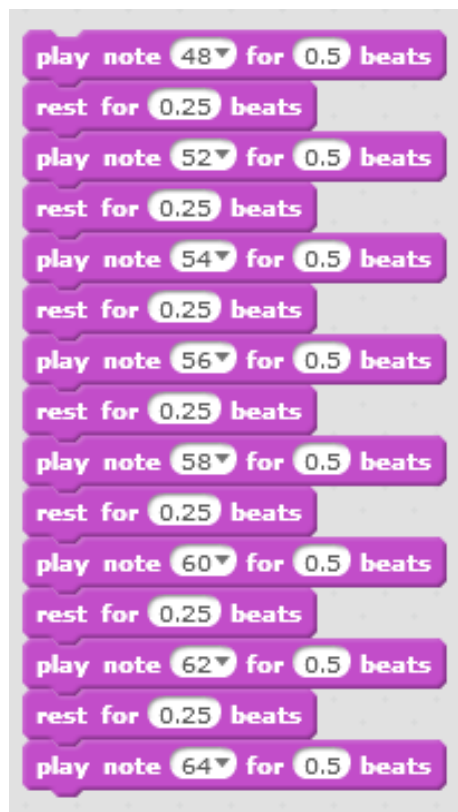 play note 48 for 0.5 beats
rest for 0.25 beats
play note 52 for 0.5 beats
rest for 0.25 beats
play note 54 for 0.5 beats
rest for 0.25 beats
play note 56 for 0.5 beats
rest for 0.25 beats
play note 58 for 0.5 beats
rest for 0.25 beats
play note 60 for 0.5 beats
rest for 0.25 beats
play note 62 for 0.5 beats
rest for 0.25 beats
play note 64 for 0.5 beats